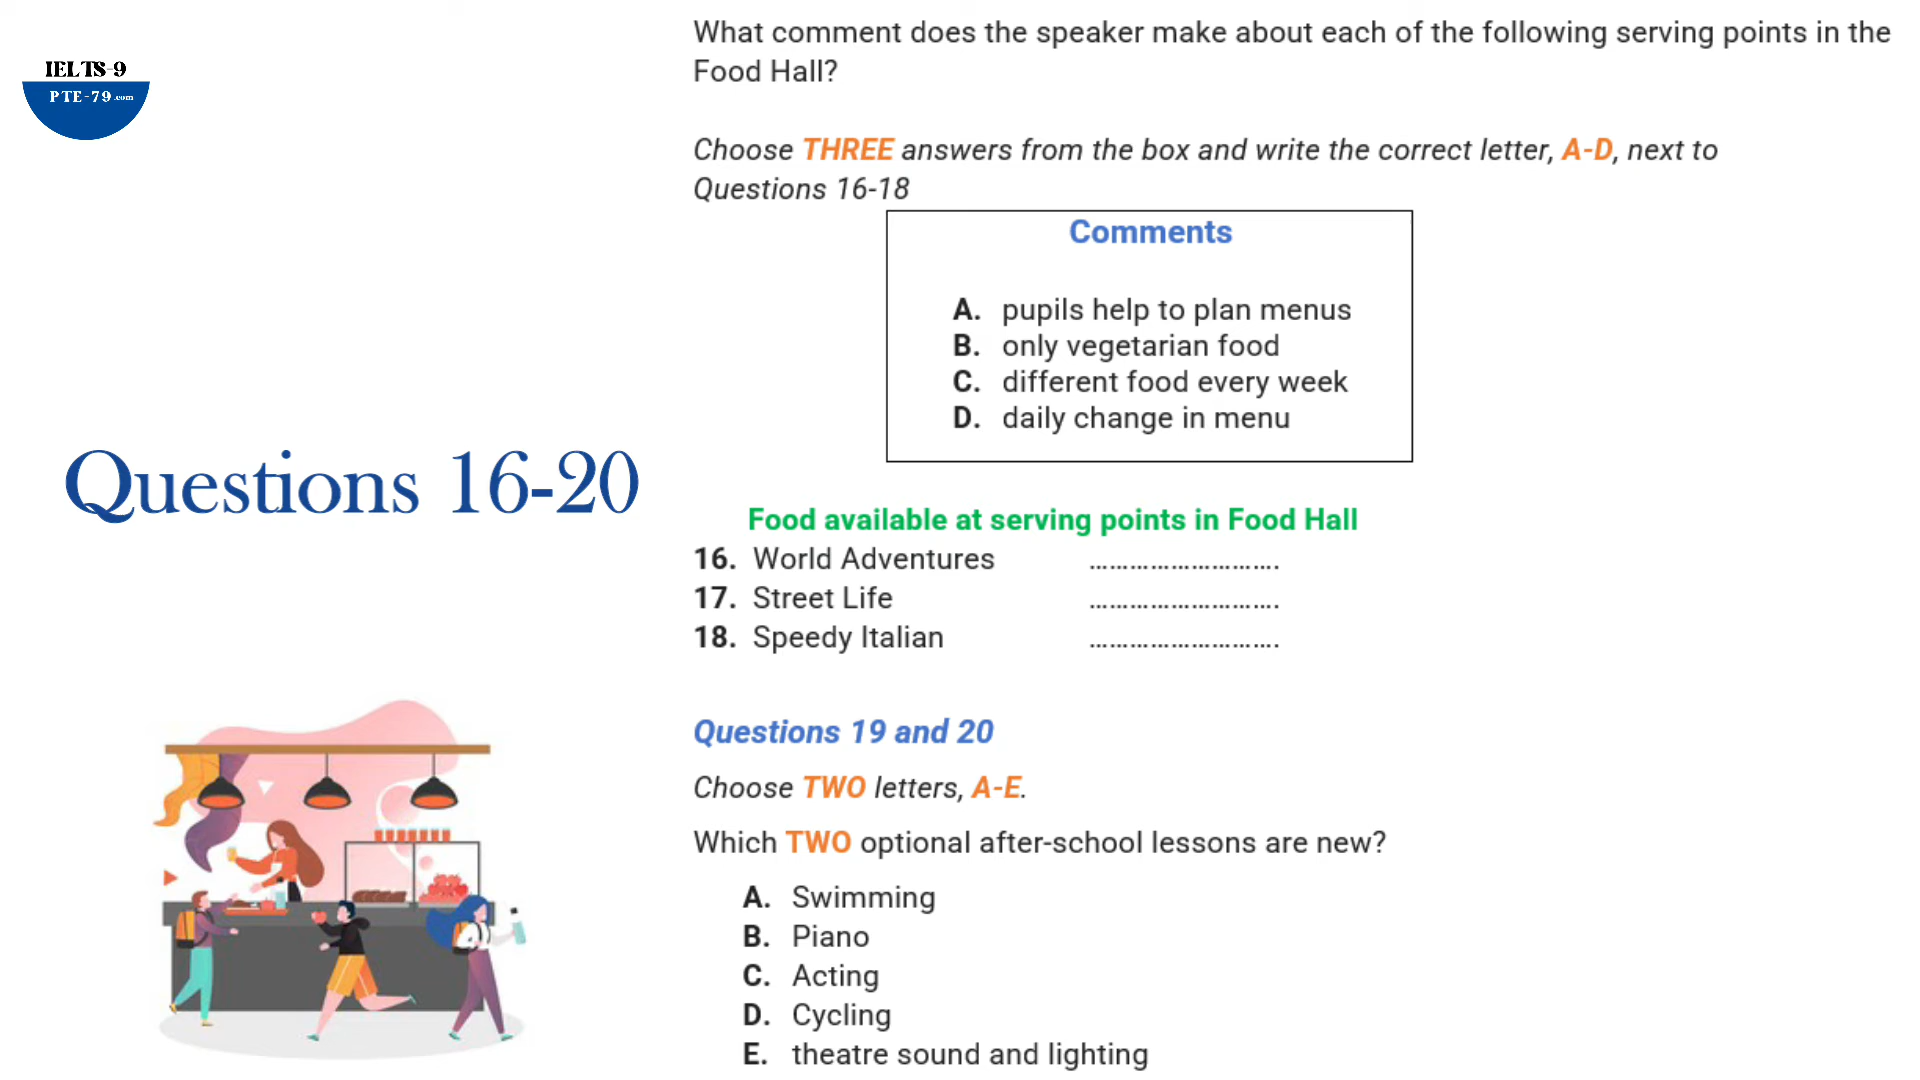 IELTS-9
PTE-79.com
What comment does the speaker make about each of the following serving points in the
Food Hall?
Choose THREE answers from the box and write the correct letter, A-D, next to
Questions 16-18
Comments
A. pupils help to plan menus
B. only vegetarian food
C. different food every week
D. daily change in menu
Questions 16-20
Food available at serving points in Food Hall
16. World Adventures ……………………….
17. Street Life ……………………….
18. Speedy Italian ……………………….
Questions 19 and 20
Choose TWO letters, A-E.
Which TWO optional after-school lessons are new?
A. Swimming
B. Piano
C. Acting
D. Cycling
E. theatre sound and lighting